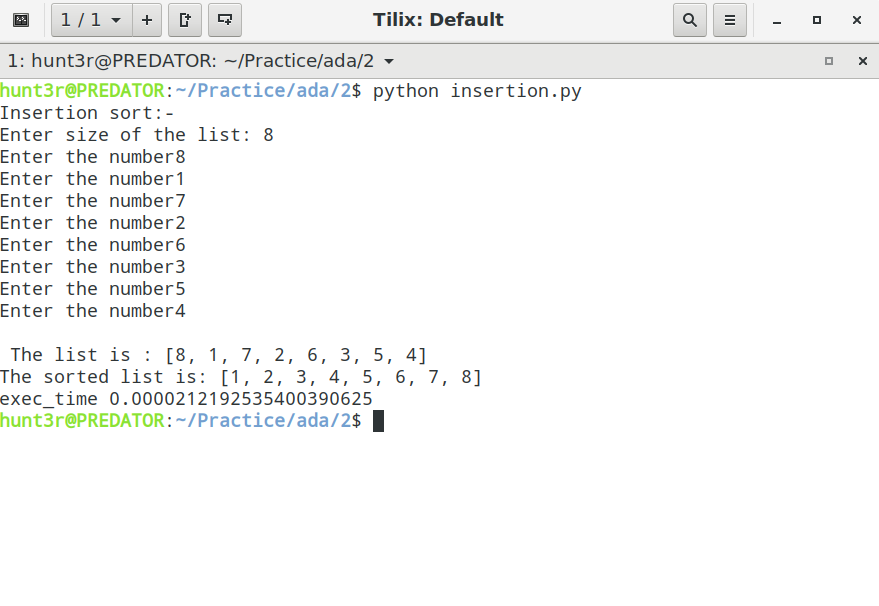 1 / 1
Tilix: Default
1: hunt3r@PREDATOR: ~/Practice/ada/2
hunt3r@PREDATOR:~/Practice/ada/2$ python insertion.py
Insertion sort:-
Enter size of the list: 8
Enter the number8
Enter the number1
Enter the number7
Enter the number2
Enter the number6
Enter the number3
Enter the number5
Enter the number4
 The list is : [8, 1, 7, 2, 6, 3, 5, 4]
The sorted list is: [1, 2, 3, 4, 5, 6, 7, 8]
exec_time 0.0000212192535400390625
hunt3r@PREDATOR:~/Practice/ada/2$